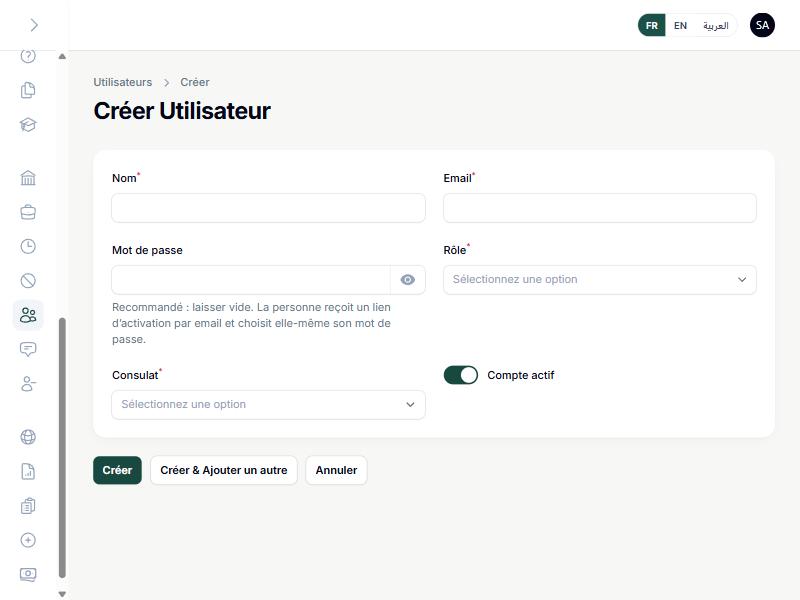 FR EN العربية SA
Utilisateurs Créer
Créer Utilisateur
Nom* Email*
Mot de passe Rôle*
Sélectionnez une option
Recommandé : laisser vide. La personne reçoit un lien
d'activation par email et choisit elle-même son mot de
passe.
Consulat* Compte actif
Sélectionnez une option
Créer Créer & Ajouter un autre Annuler